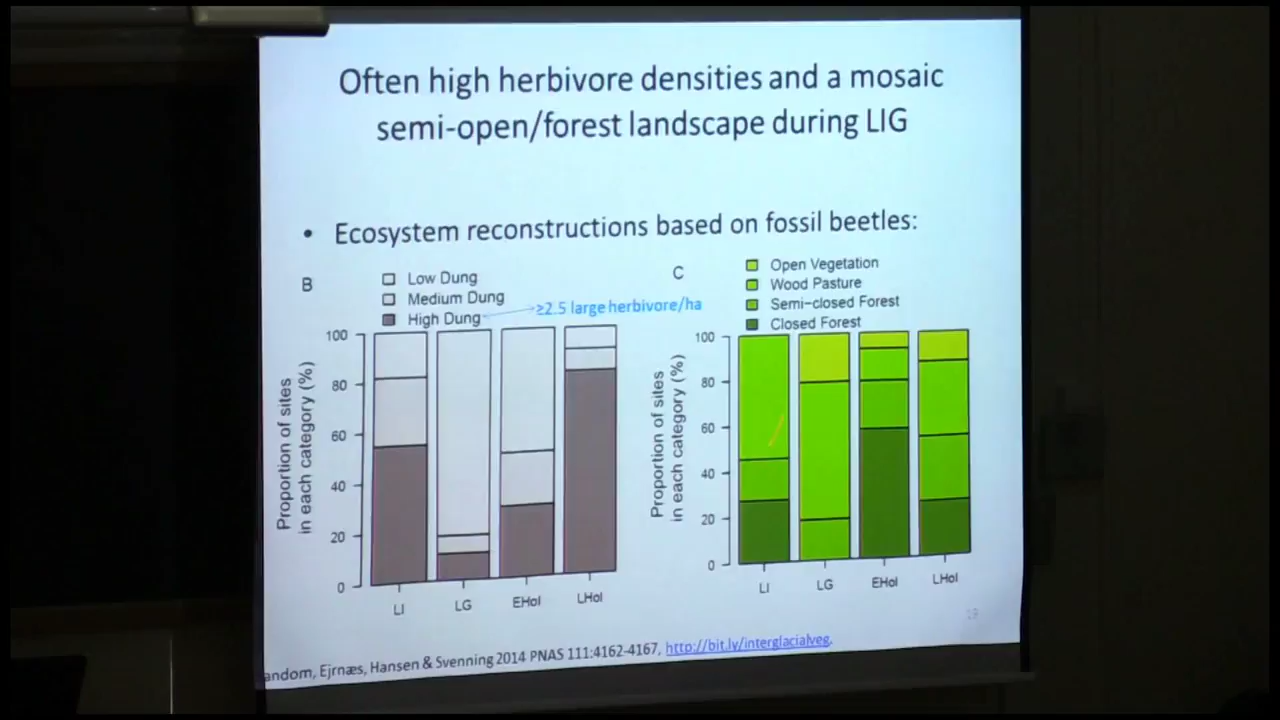 Often high herbivore densities and a mosaic
semi-open/forest landscape during LIG
• Ecosystem reconstructions based on fossil beetles:
B
Low Dung
Medium Dung
High Dung
≥2.5 large herbivore/ha
Proportion of sites
in each category (%)
100
80
60
40
20
0
LI
LG
EHol
LHol
C
Open Vegetation
Wood Pasture
Semi-closed Forest
Closed Forest
Proportion of sites
in each category (%)
100
80
60
40
20
0
LI
LG
EHol
LHol
andom, Ejrnæs, Hansen & Svenning 2014 PNAS 111:4162-4167, http://bit.ly/interglacialveg.